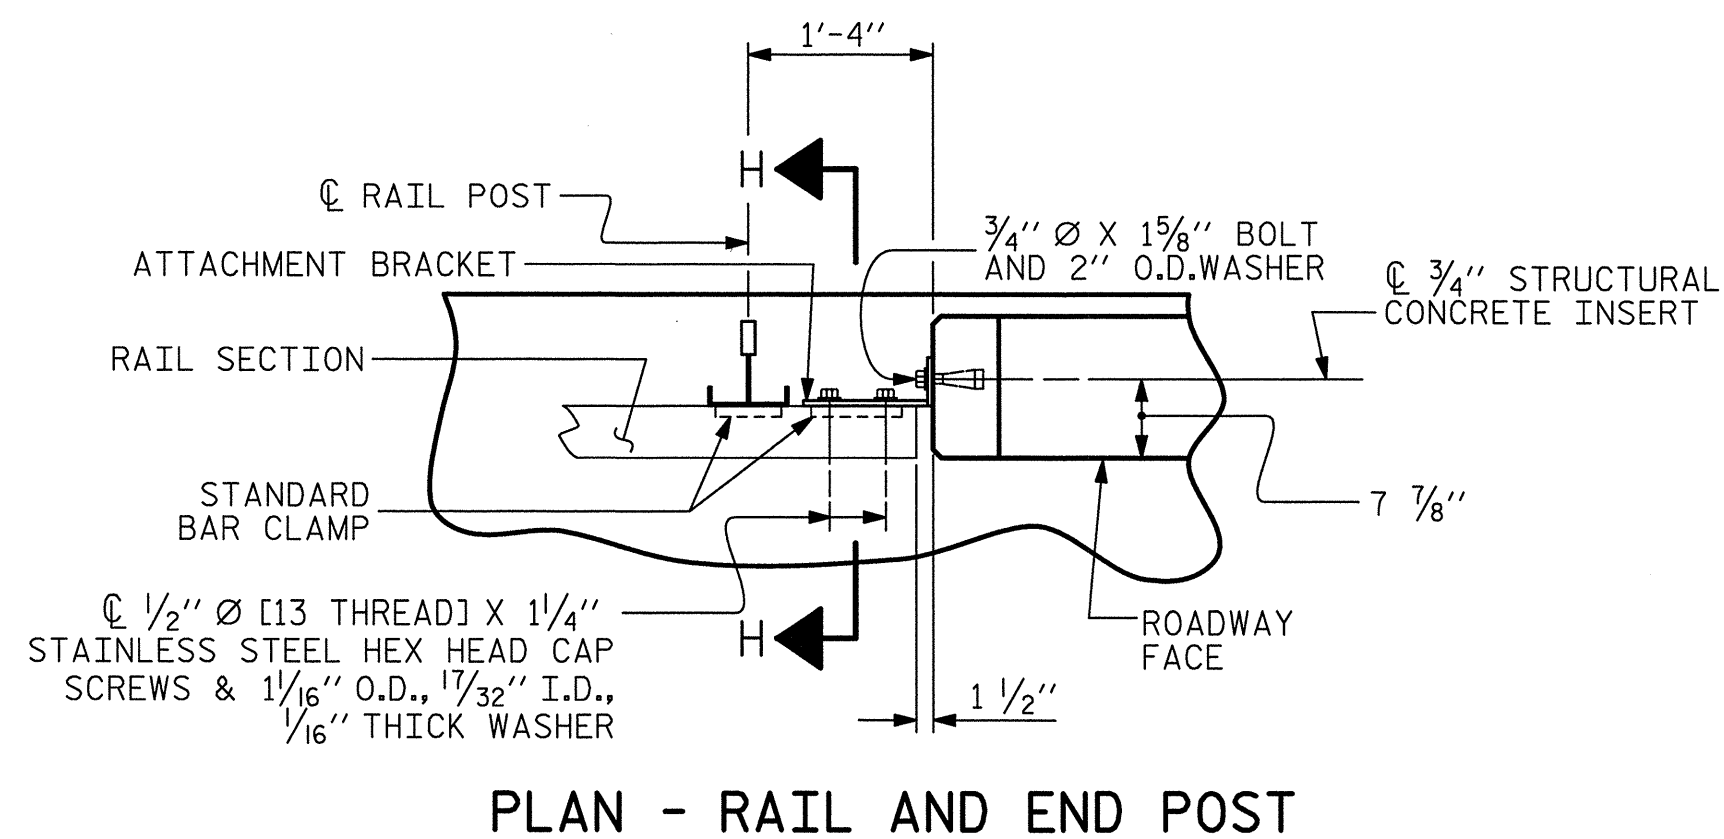 1'-4"
H
℄ RAIL POST
ATTACHMENT BRACKET
3/4" Ø X 1 5/8" BOLT
AND 2" O.D.WASHER
℄ 3/4" STRUCTURAL
CONCRETE INSERT
RAIL SECTION
STANDARD
BAR CLAMP
7 7/8"
℄ 1/2" Ø [13 THREAD] X 1 1/4"
STAINLESS STEEL HEX HEAD CAP
SCREWS & 1 1/16" O.D., 17/32" I.D.,
1/16" THICK WASHER
H
ROADWAY
FACE
1 1/2"
PLAN - RAIL AND END POST